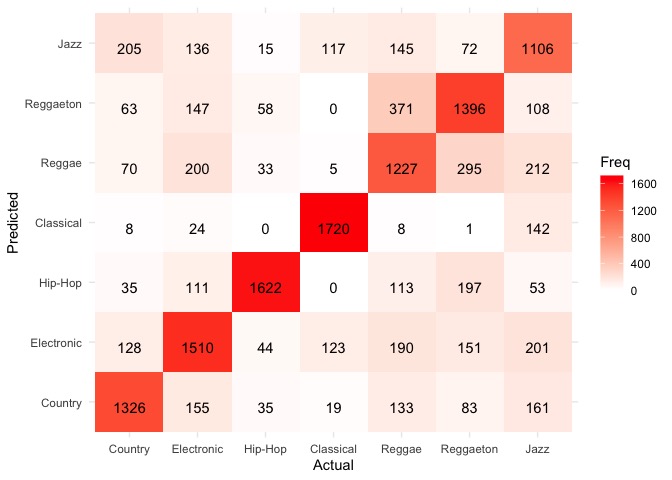 Jazz 205 136 15 117 145 72 1106
Reggaeton 63 147 58 0 371 1396 108
Freq
Reggae 70 200 33 5 1227 295 212
1600
1200
800
400
0
Predicted
Classical 8 24 0 1720 8 1 142
Hip-Hop 35 111 1622 0 113 197 53
Electronic 128 1510 44 123 190 151 201
Country 1326 155 35 19 133 83 161
Country Electronic Hip-Hop Classical Reggae Reggaeton Jazz
Actual